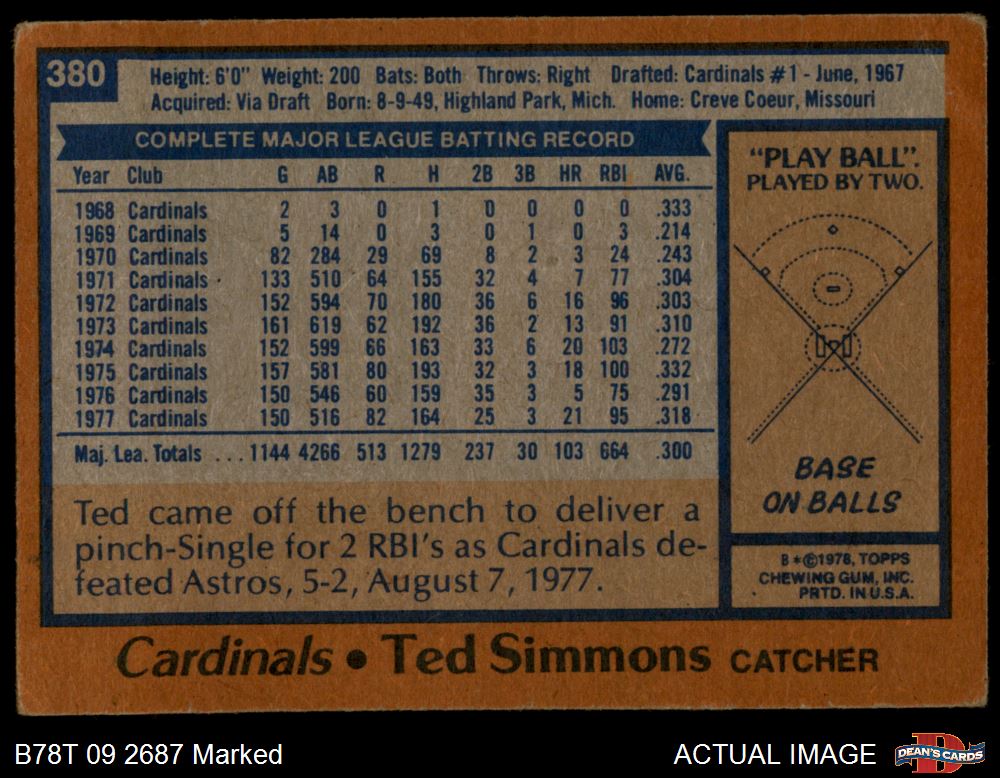 380
Height: 6'0" Weight: 200 Bats: Both Throws: Right Drafted: Cardinals #1 - June, 1967
Acquired: Via Draft Born: 8-9-49, Highland Park, Mich. Home: Creve Coeur, Missouri
COMPLETE MAJOR LEAGUE BATTING RECORD
Year Club G AB R H 2B 3B HR RBI AVG.
1968 Cardinals 2 3 0 1 0 0 0 0 .333
1969 Cardinals 5 14 0 3 0 1 0 3 .214
1970 Cardinals 82 284 29 69 8 2 3 24 .243
1971 Cardinals 133 510 64 155 32 4 7 77 .304
1972 Cardinals 152 594 70 180 36 6 16 96 .303
1973 Cardinals 161 619 62 192 36 2 13 91 .310
1974 Cardinals 152 599 66 163 33 6 20 103 .272
1975 Cardinals 157 581 80 193 32 3 18 100 .332
1976 Cardinals 150 546 60 159 35 3 5 75 .291
1977 Cardinals 150 516 82 164 25 3 21 95 .318
Maj. Lea. Totals ... 1144 4266 513 1279 237 30 103 664 .300
Ted came off the bench to deliver a
pinch-Single for 2 RBI's as Cardinals de-
feated Astros, 5-2, August 7, 1977.
"PLAY BALL".
PLAYED BY TWO.
BASE
ON BALLS
B*©1978, TOPPS
CHEWING GUM, INC.
PRTD. IN U.S.A.
Cardinals • Ted Simmons CATCHER
B78T 09 2687 Marked
ACTUAL IMAGE
DEAN'S CARDS